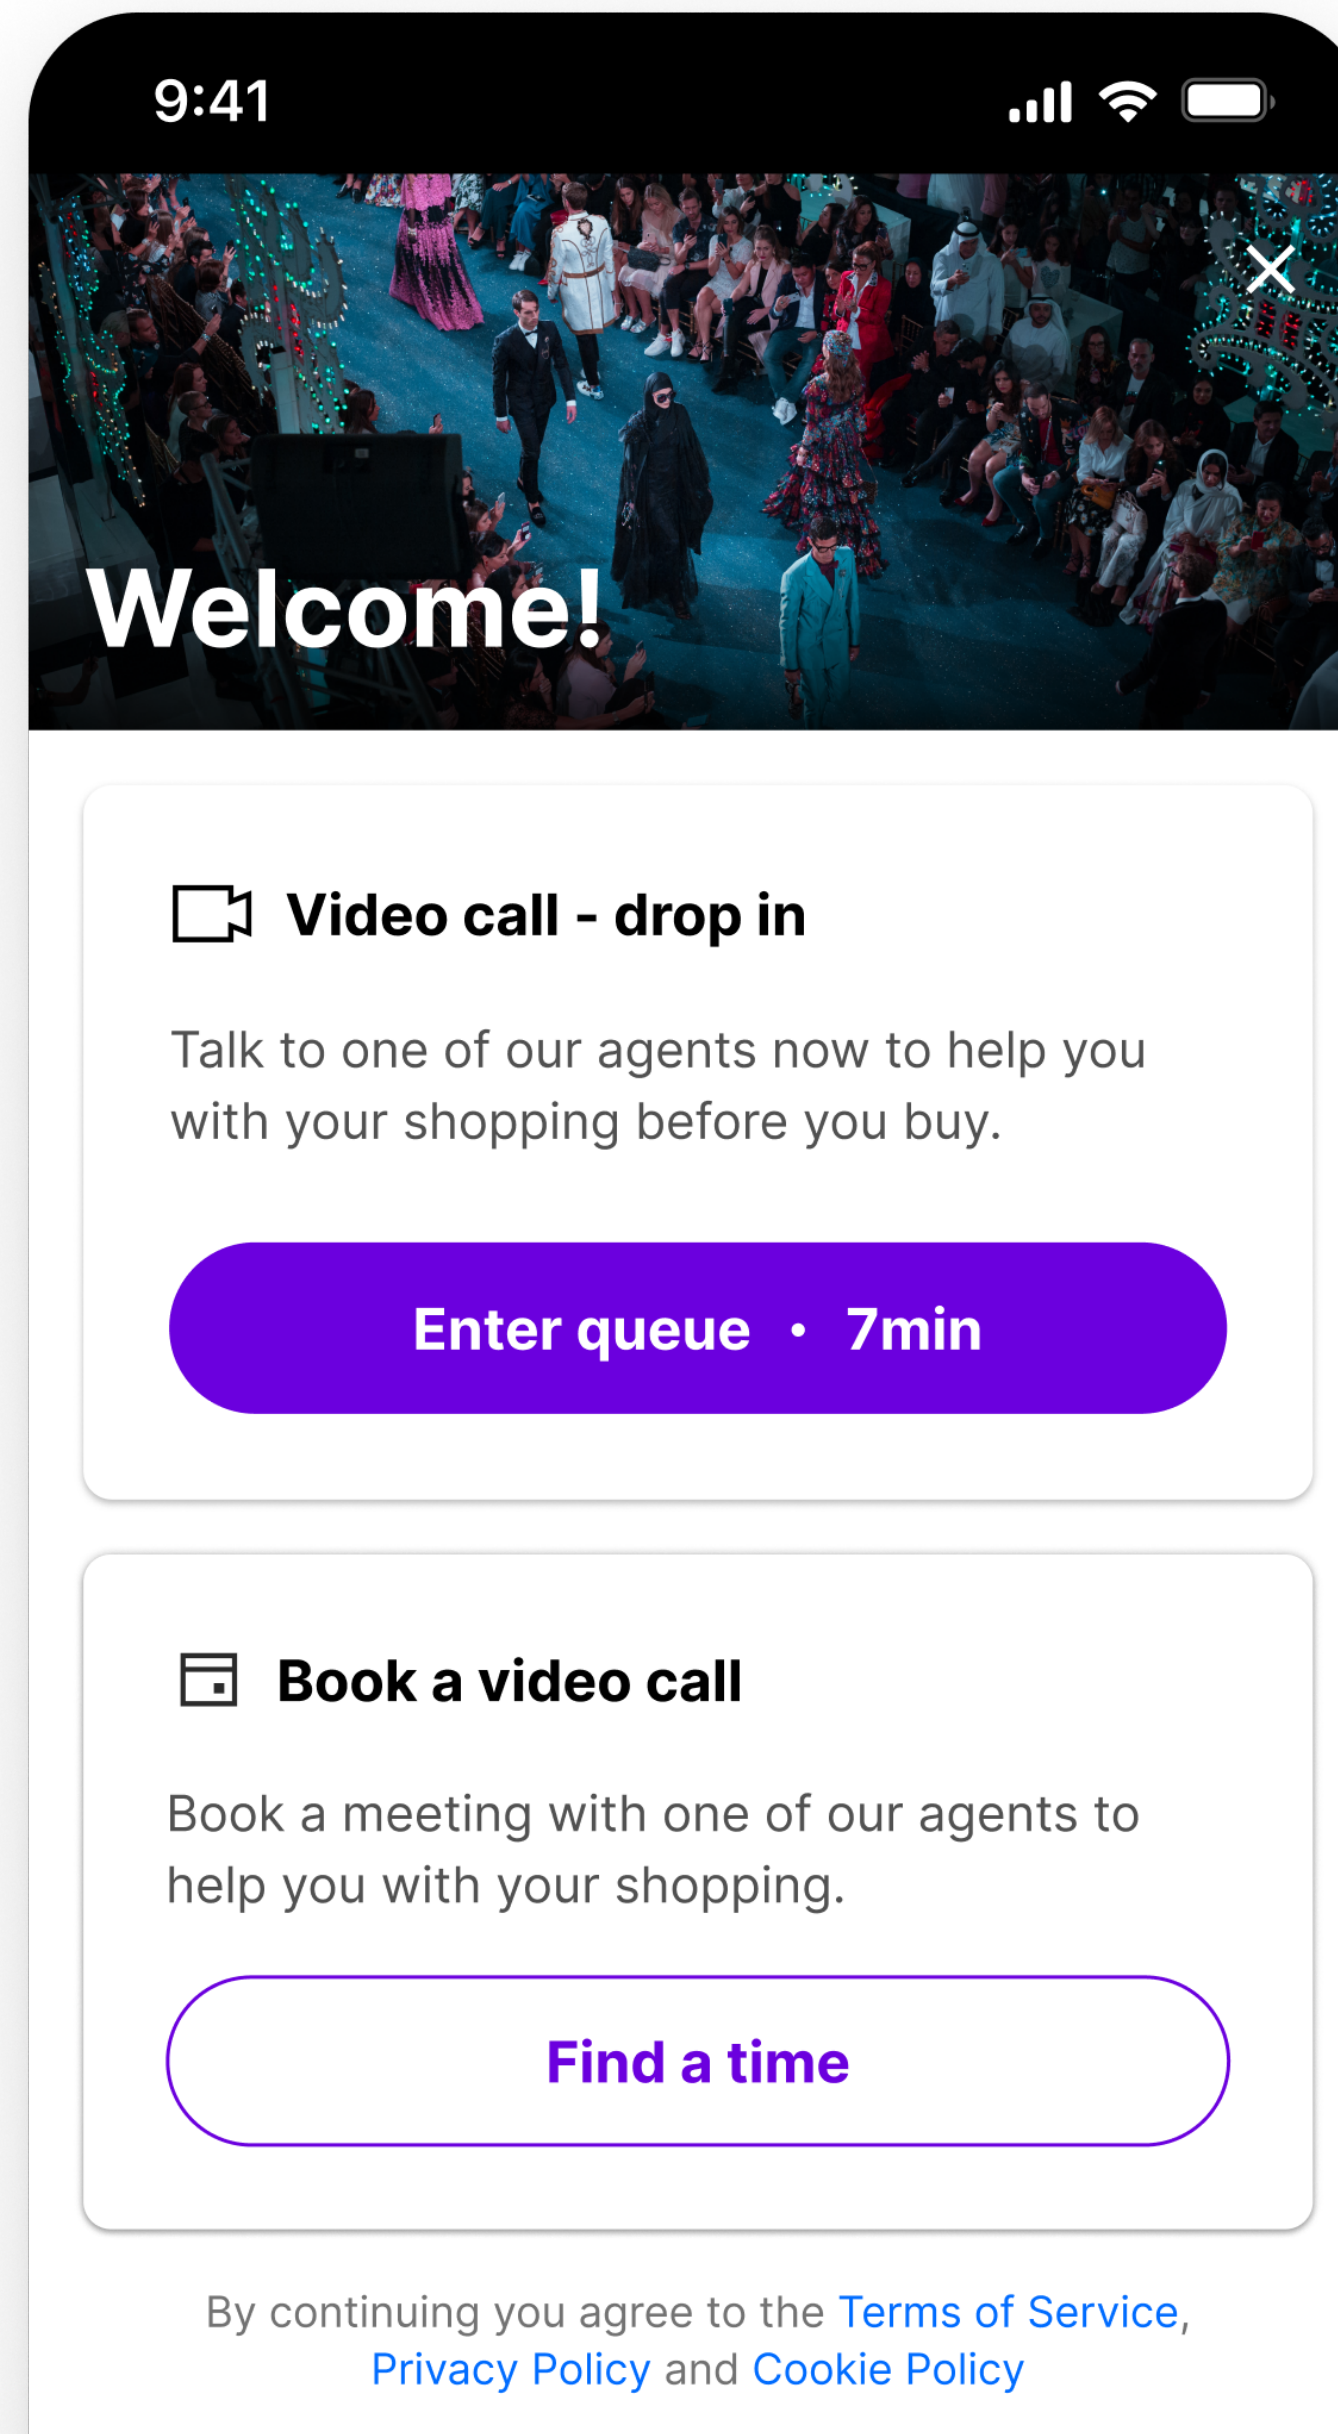 9:41
Welcome!
Video call - drop in
Talk to one of our agents now to help you
with your shopping before you buy.
Enter queue • 7min
Book a video call
Book a meeting with one of our agents to
help you with your shopping.
Find a time
By continuing you agree to the Terms of Service,
Privacy Policy and Cookie Policy